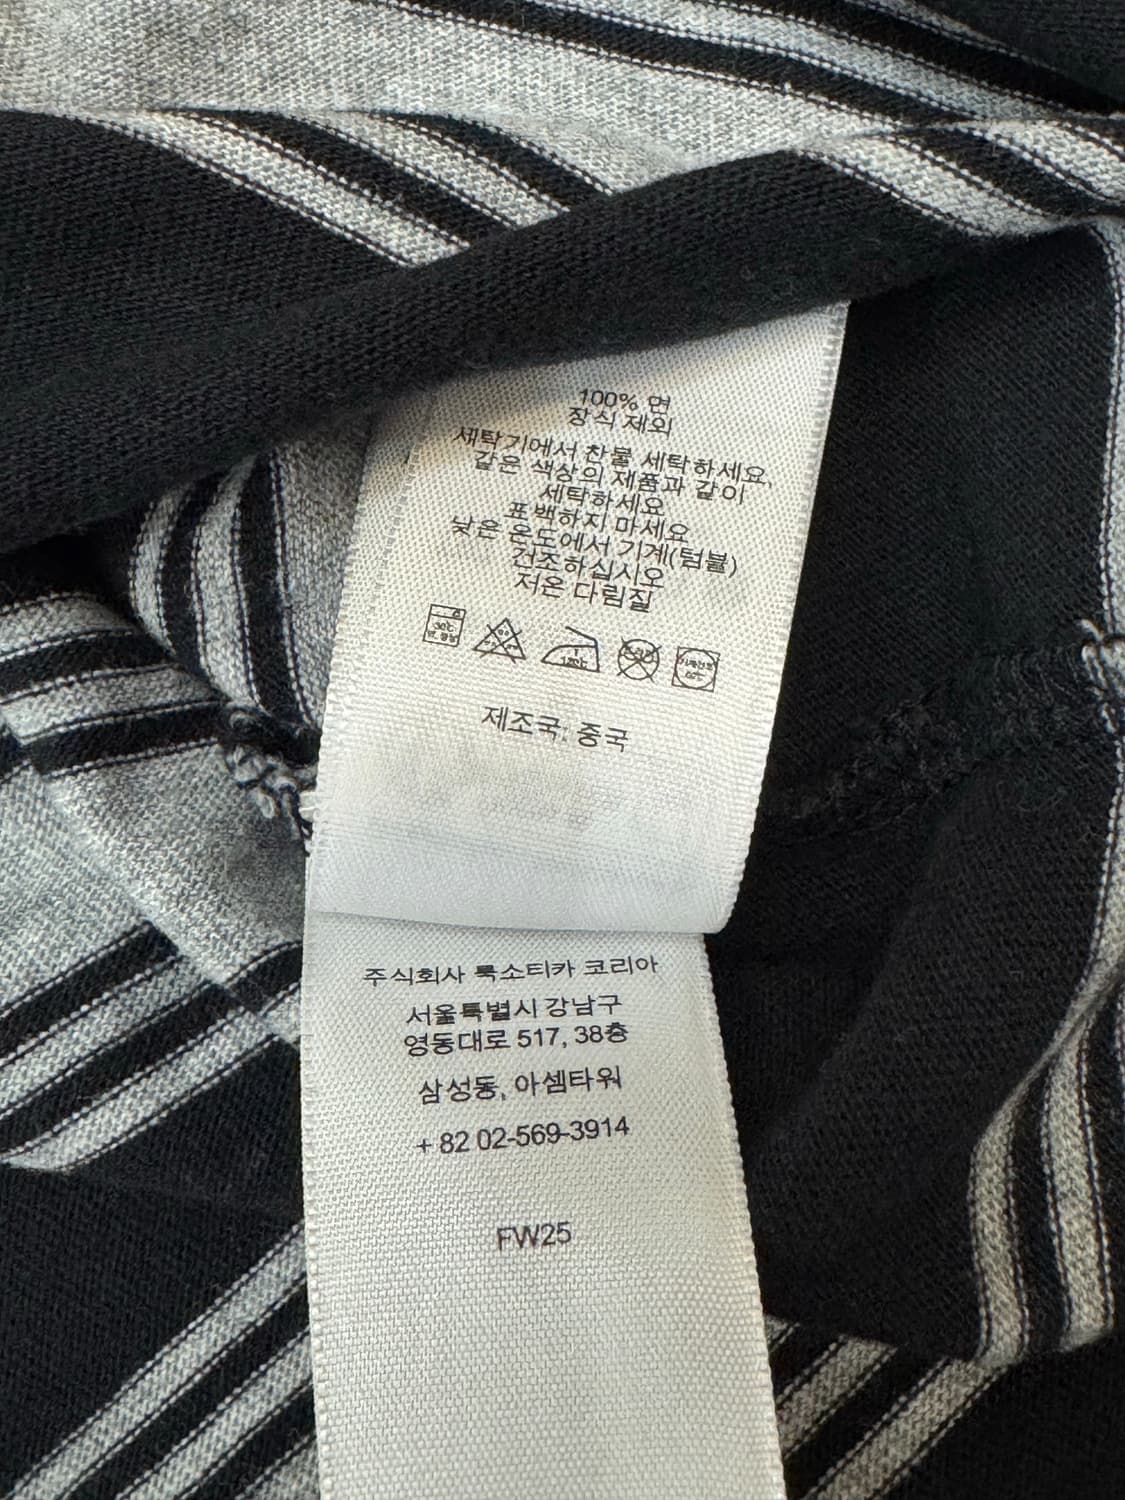 100% 면
장식 제외
세탁기에서 찬물 세탁하세요,
같은 색상의 제품과 같이
세탁하세요
표백하지 마세요
낮은 온도에서 기계(텀블)
건조하십시오
저온 다림질
30℃
제조국: 중국
주식회사 룩소티카 코리아
서울특별시 강남구
영동대로 517, 38층
삼성동, 아셈타워
+ 82 02-569-3914
FW25